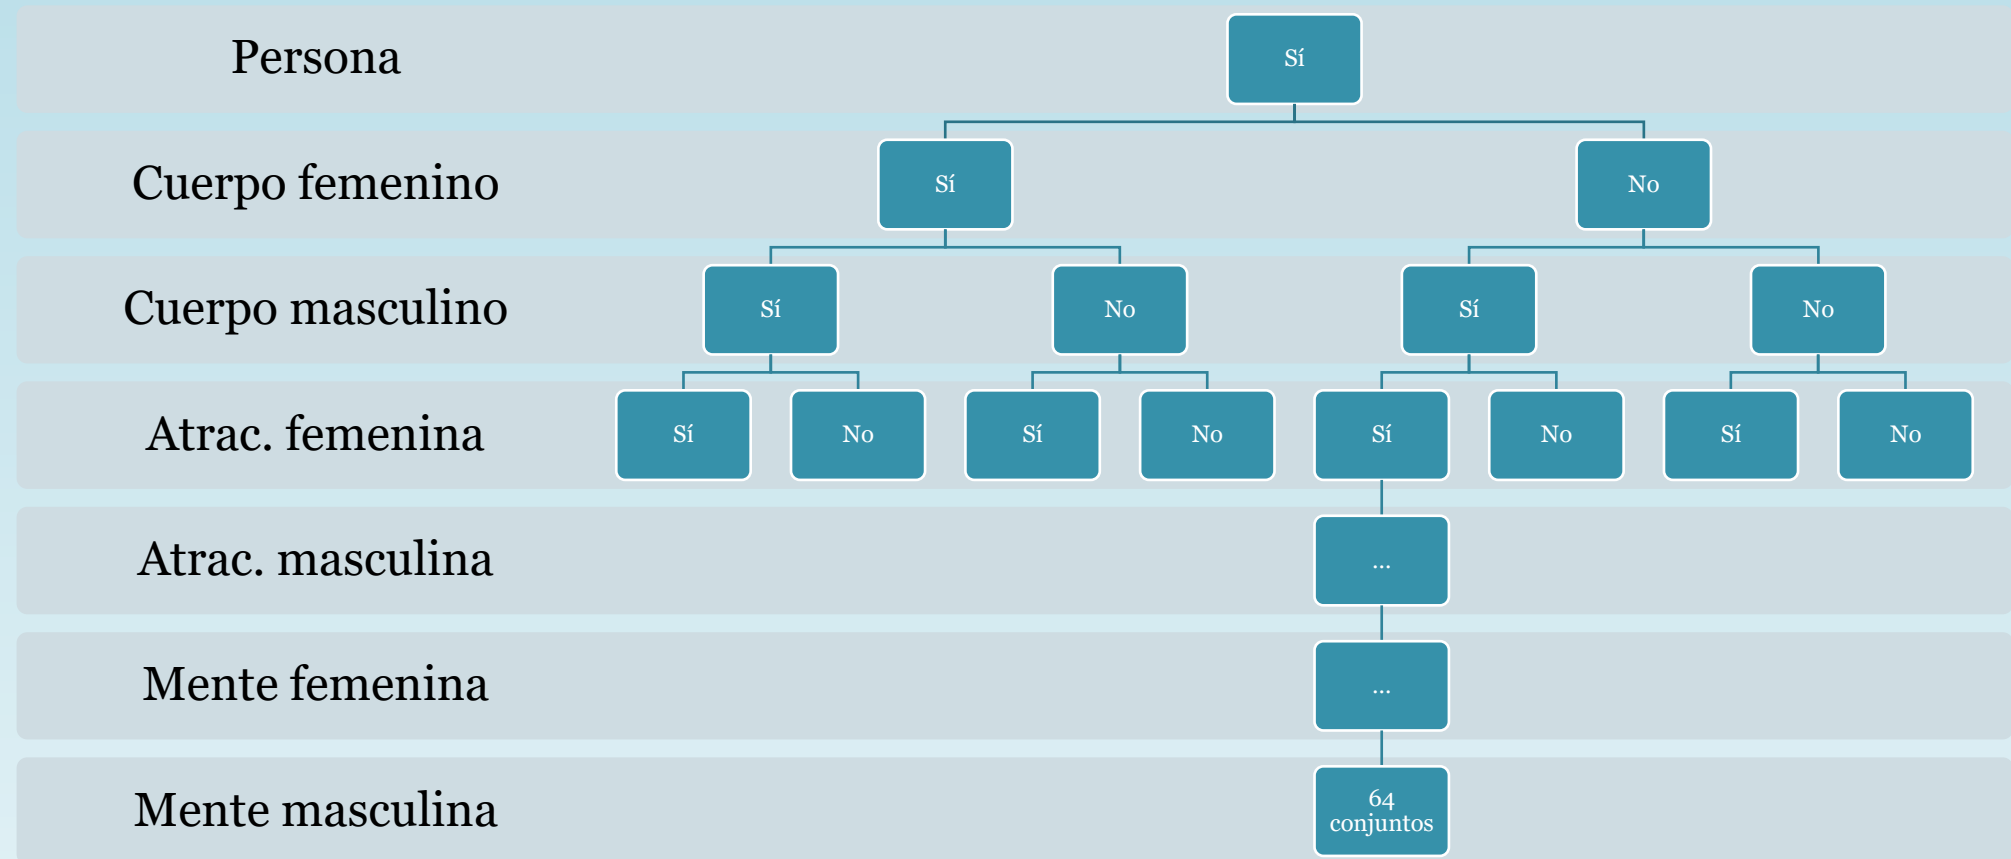 Persona
Sí
Cuerpo femenino
Sí
No
Cuerpo masculino
Sí
No
Sí
No
Atrac. femenina
Sí
No
Sí
No
Sí
No
Sí
No
Atrac. masculina
...
Mente femenina
...
Mente masculina
64
conjuntos